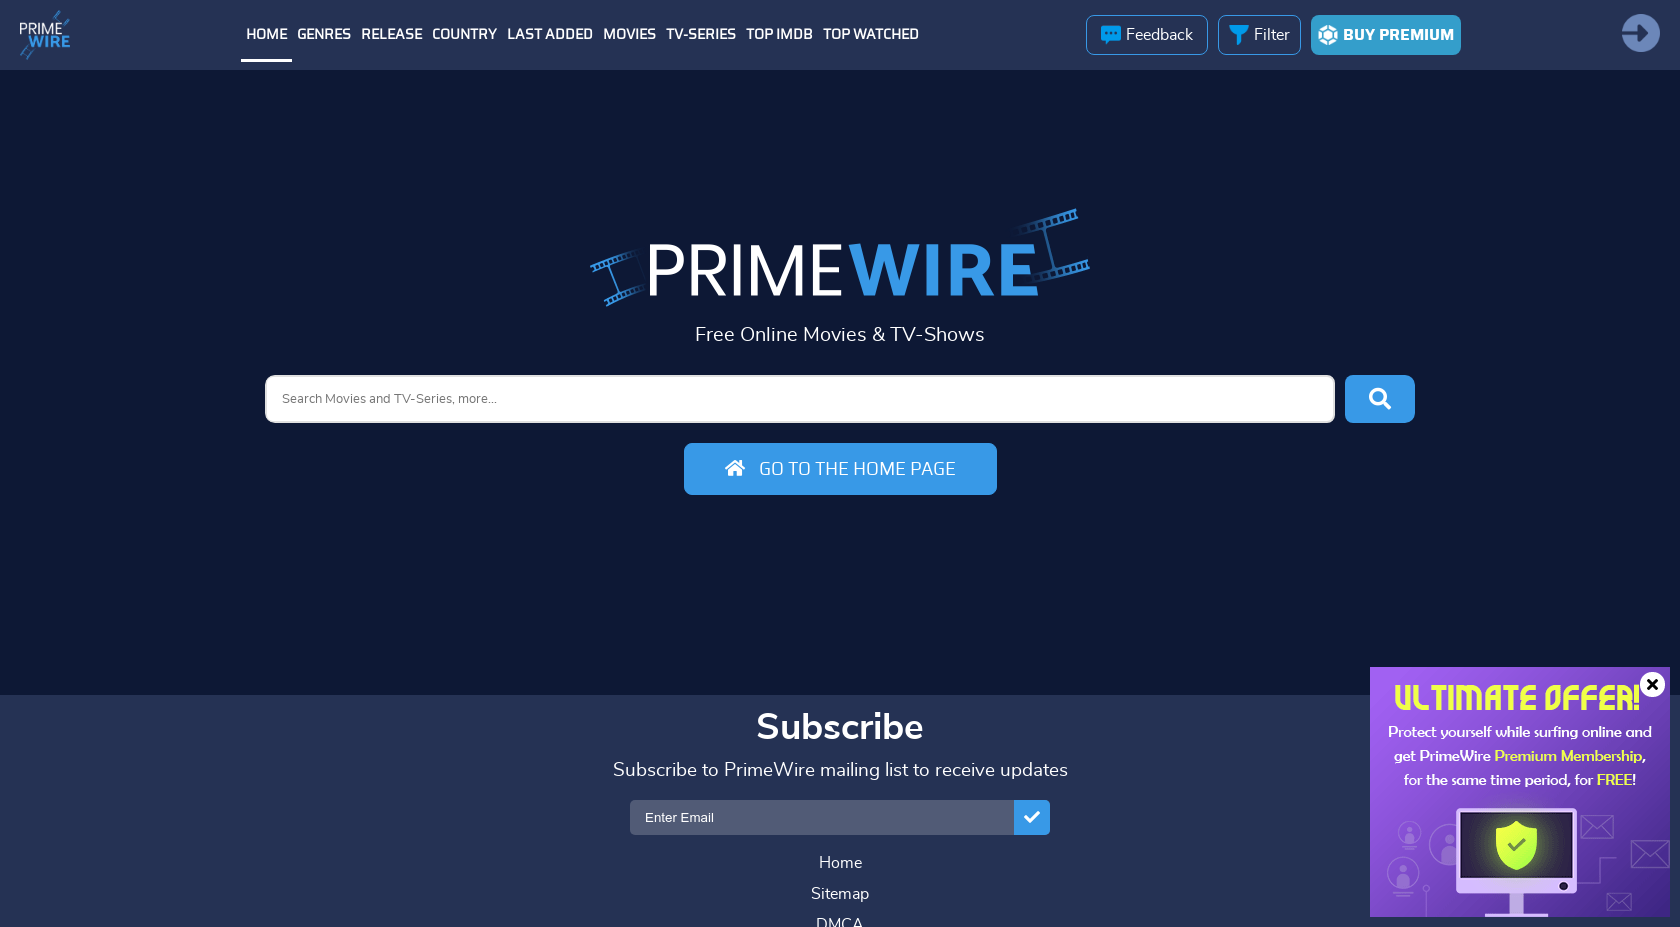 PRIME
WIRE
HOME GENRES RELEASE COUNTRY LAST ADDED MOVIES TV-SERIES TOP IMDB TOP WATCHED
Feedback
Filter
BUY PREMIUM
PRIMEWIRE
Free Online Movies & TV-Shows
Search Movies and TV-Series, more...
GO TO THE HOME PAGE
Subscribe
Subscribe to PrimeWire mailing list to receive updates
Enter Email
Home
Sitemap
DMCA
ULTIMATE OFFER!
Protect yourself while surfing online and
get PrimeWire Premium Membership,
for the same time period, for FREE!